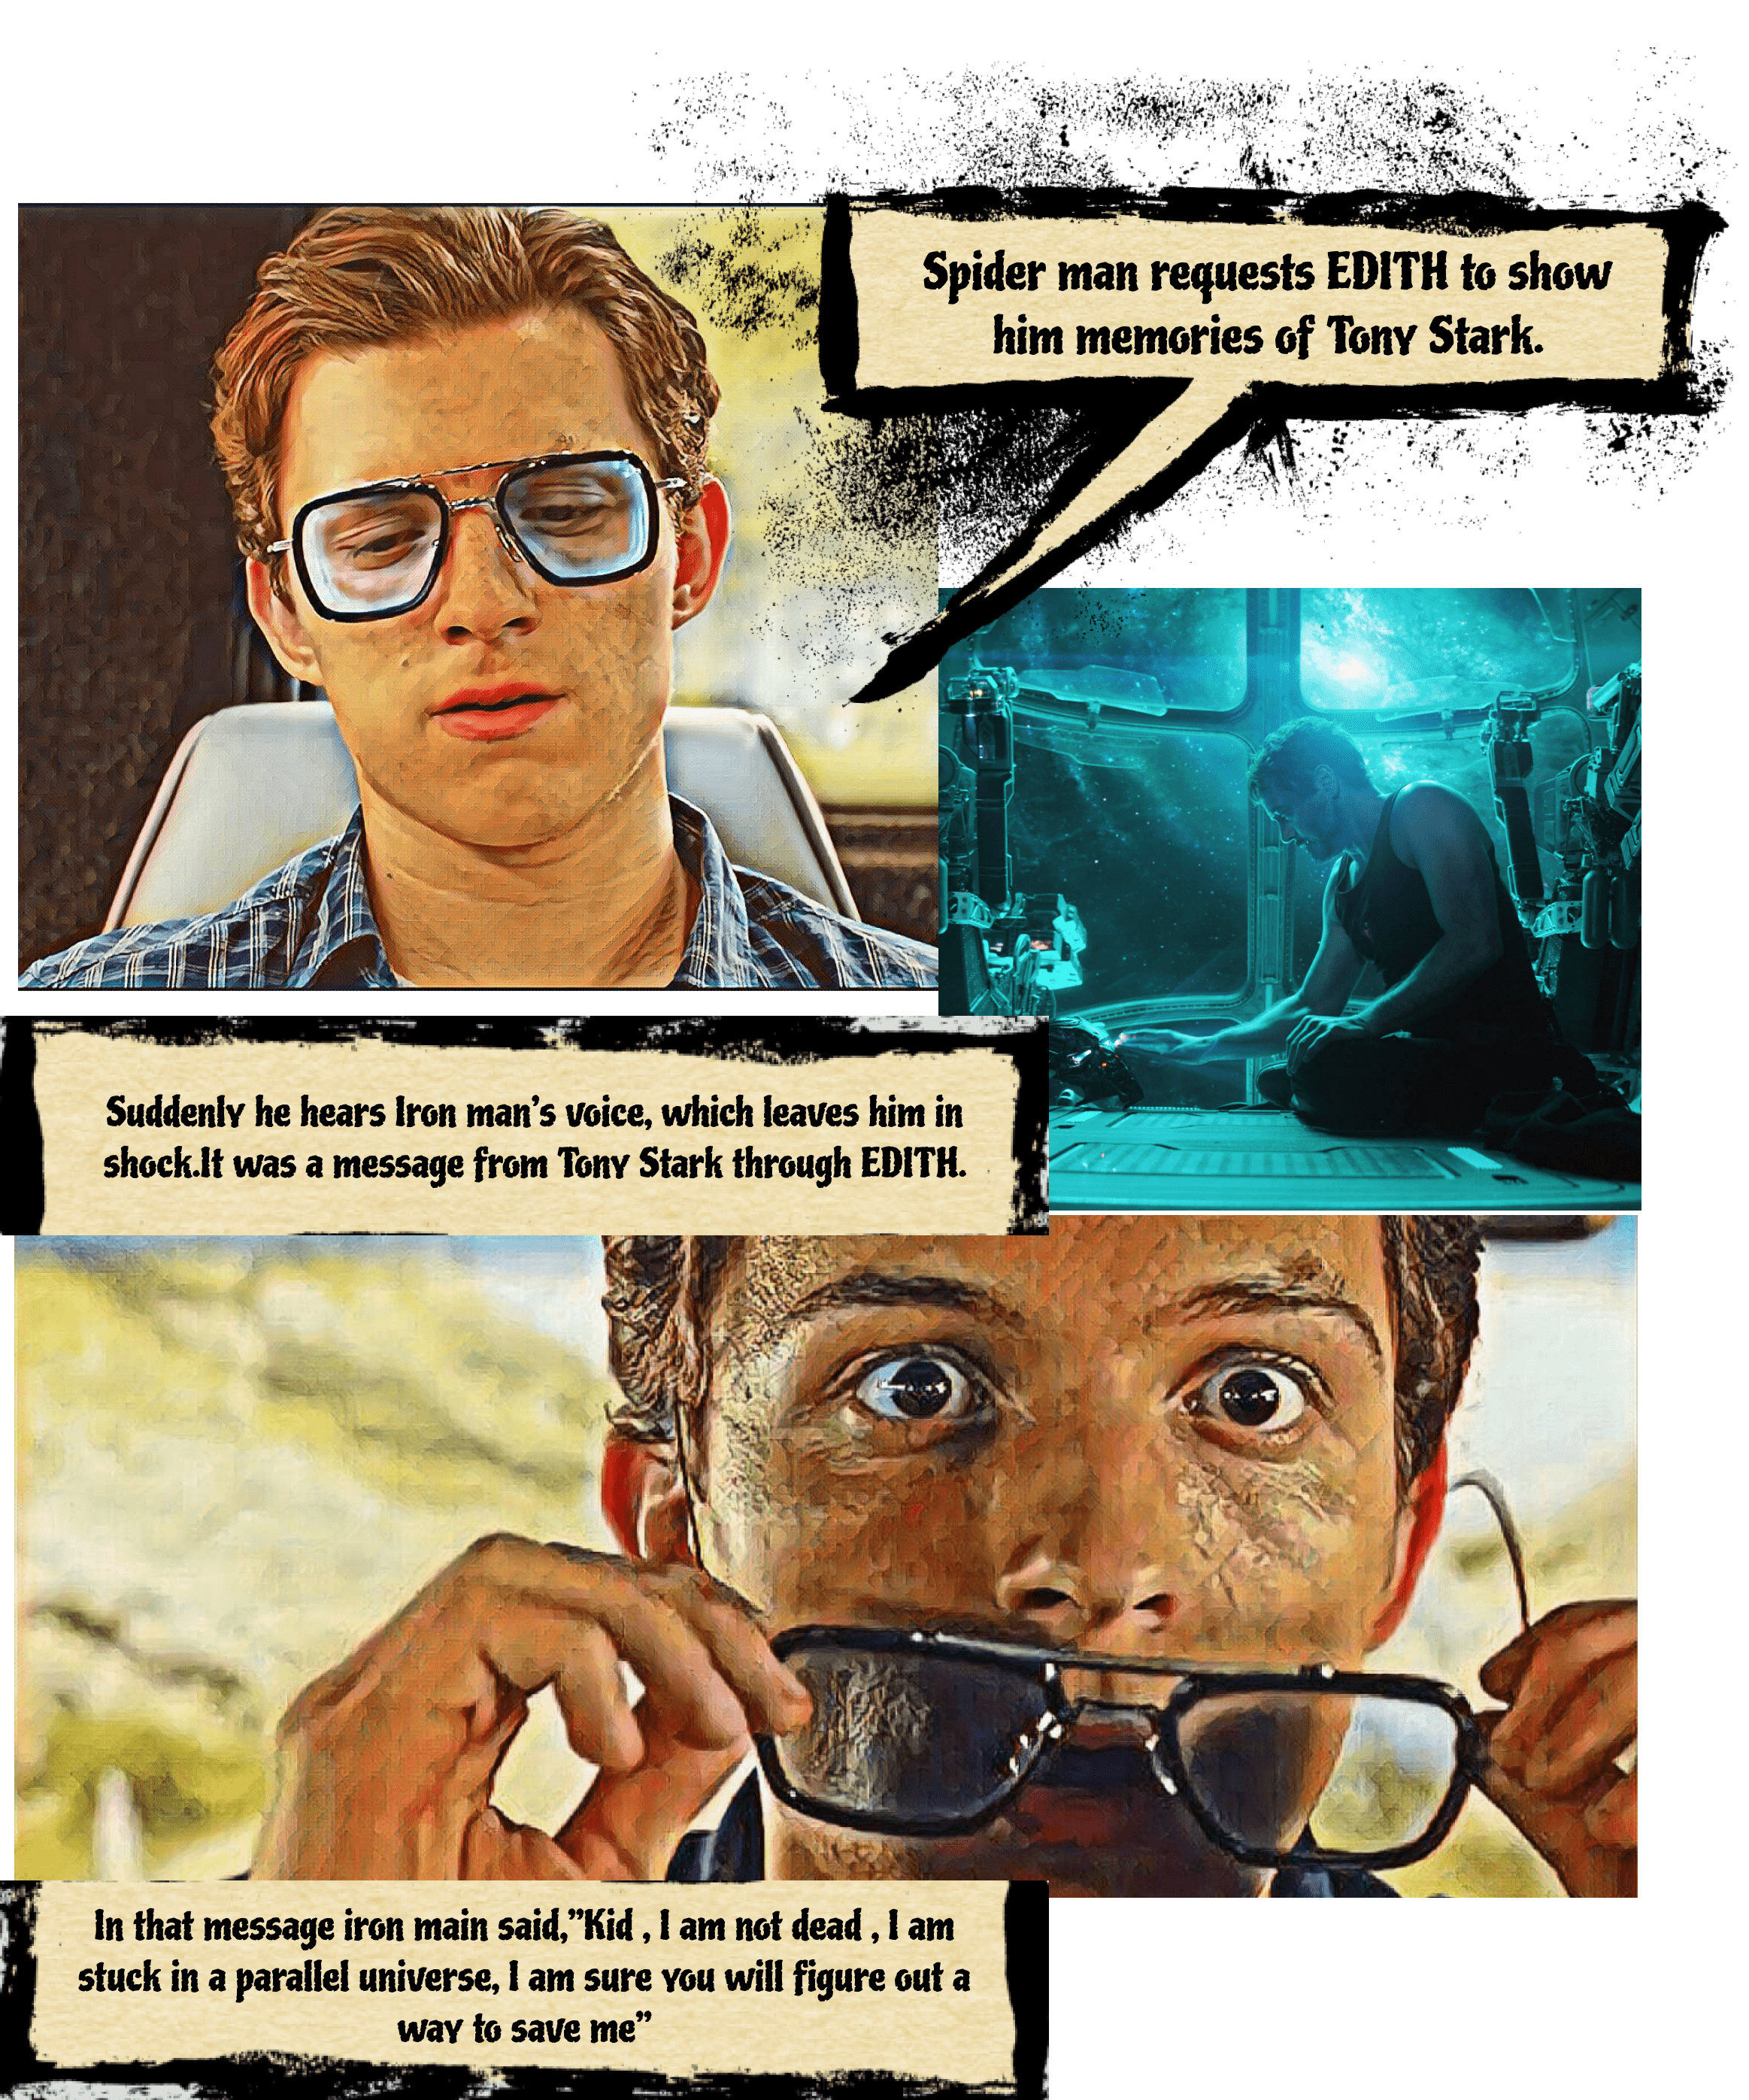 Spider man requests EDITH to show
him memories of Tony Stark.
Suddenly he hears Iron man's voice, which leaves him in
shock.It was a message from Tony Stark through EDITH.
In that message iron main said,”Kid , I am not dead , I am
stuck in a parallel universe, I am sure you will figure out a
way to save me”